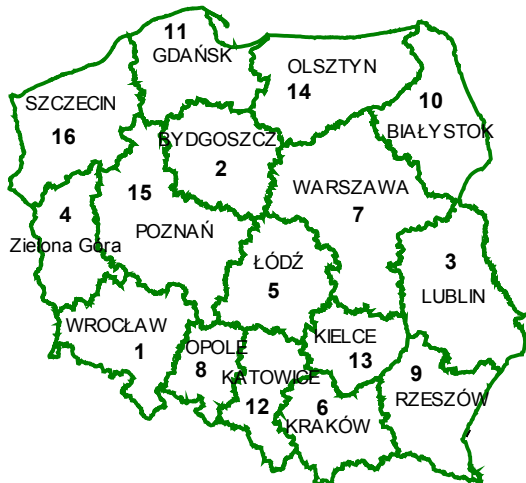 11
GDAŃSK
OLSZTYN
14
SZCZECIN
16
10
BIAŁYSTOK
BYDGOSZCZ
2
15
POZNAŃ
WARSZAWA
7
4
Zielona Góra
ŁÓDŹ
5
3
LUBLIN
WROCŁAW
1
OPOLE
8
KATOWICE
12
KIELCE
13
9
RZESZÓW
6
KRAKÓW